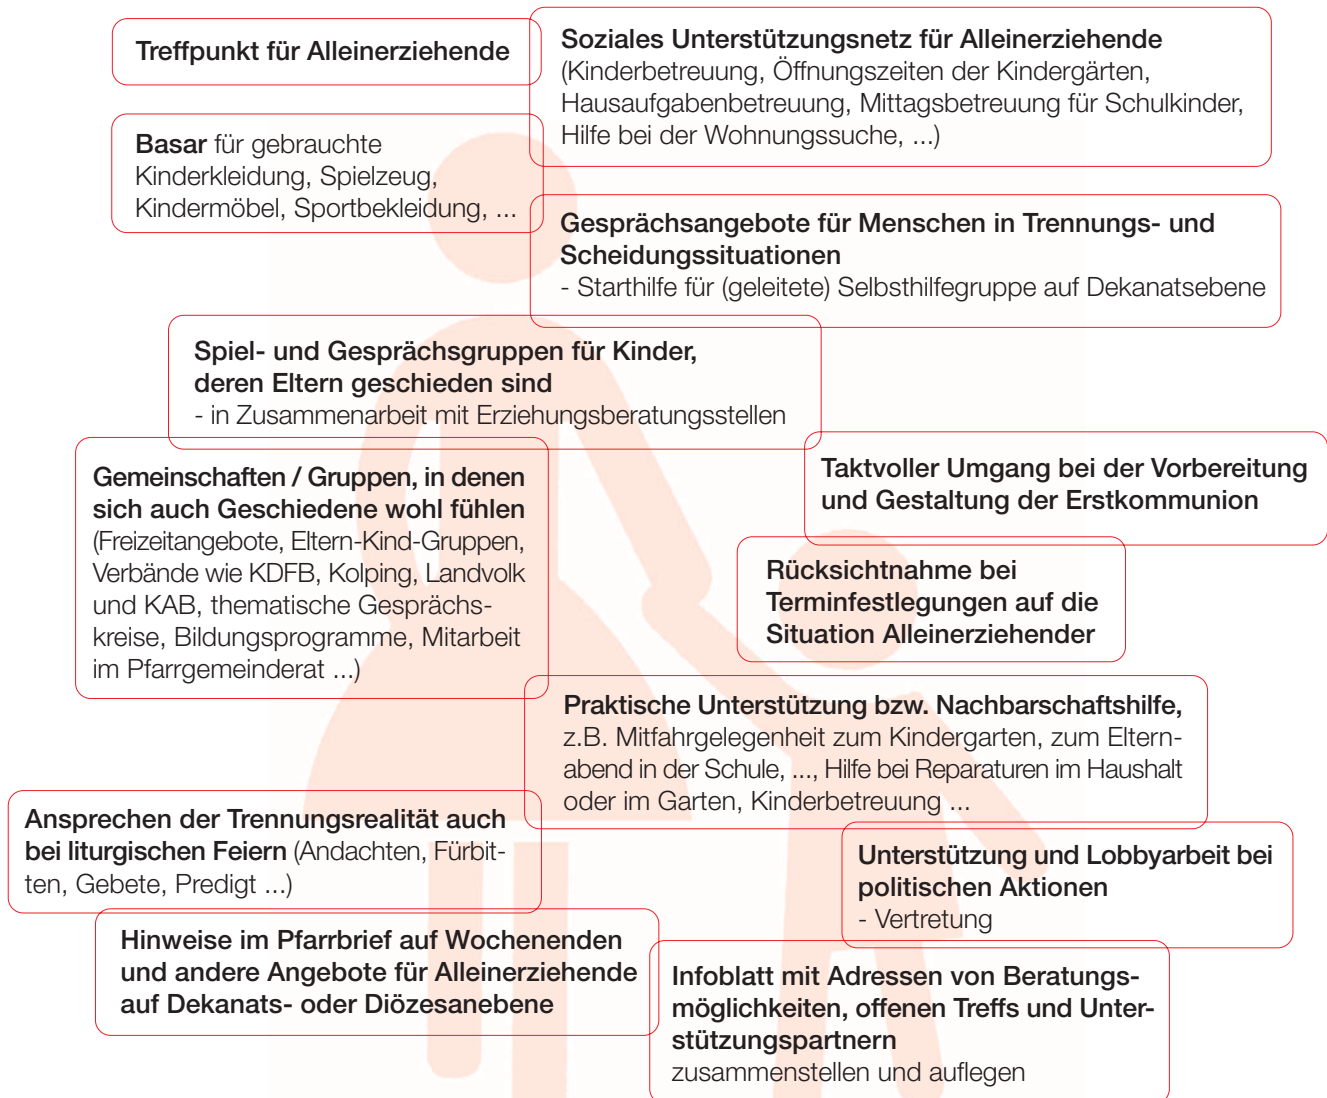 Treffpunkt für Alleinerziehende
Soziales Unterstützungsnetz für Alleinerziehende
(Kinderbetreuung, Öffnungszeiten der Kindergärten,
Hausaufgabenbetreuung, Mittagsbetreuung für Schulkinder,
Hilfe bei der Wohnungssuche, ...)
Basar für gebrauchte
Kinderkleidung, Spielzeug,
Kindermöbel, Sportbekleidung, ...
Gesprächsangebote für Menschen in Trennungs- und
Scheidungssituationen
- Starthilfe für (geleitete) Selbsthilfegruppe auf Dekanatsebene
Spiel- und Gesprächsgruppen für Kinder,
deren Eltern geschieden sind
- in Zusammenarbeit mit Erziehungsberatungsstellen
Gemeinschaften / Gruppen, in denen
sich auch Geschiedene wohl fühlen
(Freizeitangebote, Eltern-Kind-Gruppen,
Verbände wie KDFB, Kolping, Landvolk
und KAB, thematische Gesprächs-
kreise, Bildungsprogramme, Mitarbeit
im Pfarrgemeinderat ...)
Taktvoller Umgang bei der Vorbereitung
und Gestaltung der Erstkommunion
Rücksichtnahme bei
Terminfestlegungen auf die
Situation Alleinerziehender
Praktische Unterstützung bzw. Nachbarschaftshilfe,
z.B. Mitfahrgelegenheit zum Kindergarten, zum Eltern-
abend in der Schule, ..., Hilfe bei Reparaturen im Haushalt
oder im Garten, Kinderbetreuung ...
Ansprechen der Trennungsrealität auch
bei liturgischen Feiern (Andachten, Fürbit-
ten, Gebete, Predigt ...)
Unterstützung und Lobbyarbeit bei
politischen Aktionen
- Vertretung
Hinweise im Pfarrbrief auf Wochenenden
und andere Angebote für Alleinerziehende
auf Dekanats- oder Diözesanebene
Infoblatt mit Adressen von Beratungs-
möglichkeiten, offenen Treffs und Unter-
stützungspartnern
zusammenstellen und auflegen